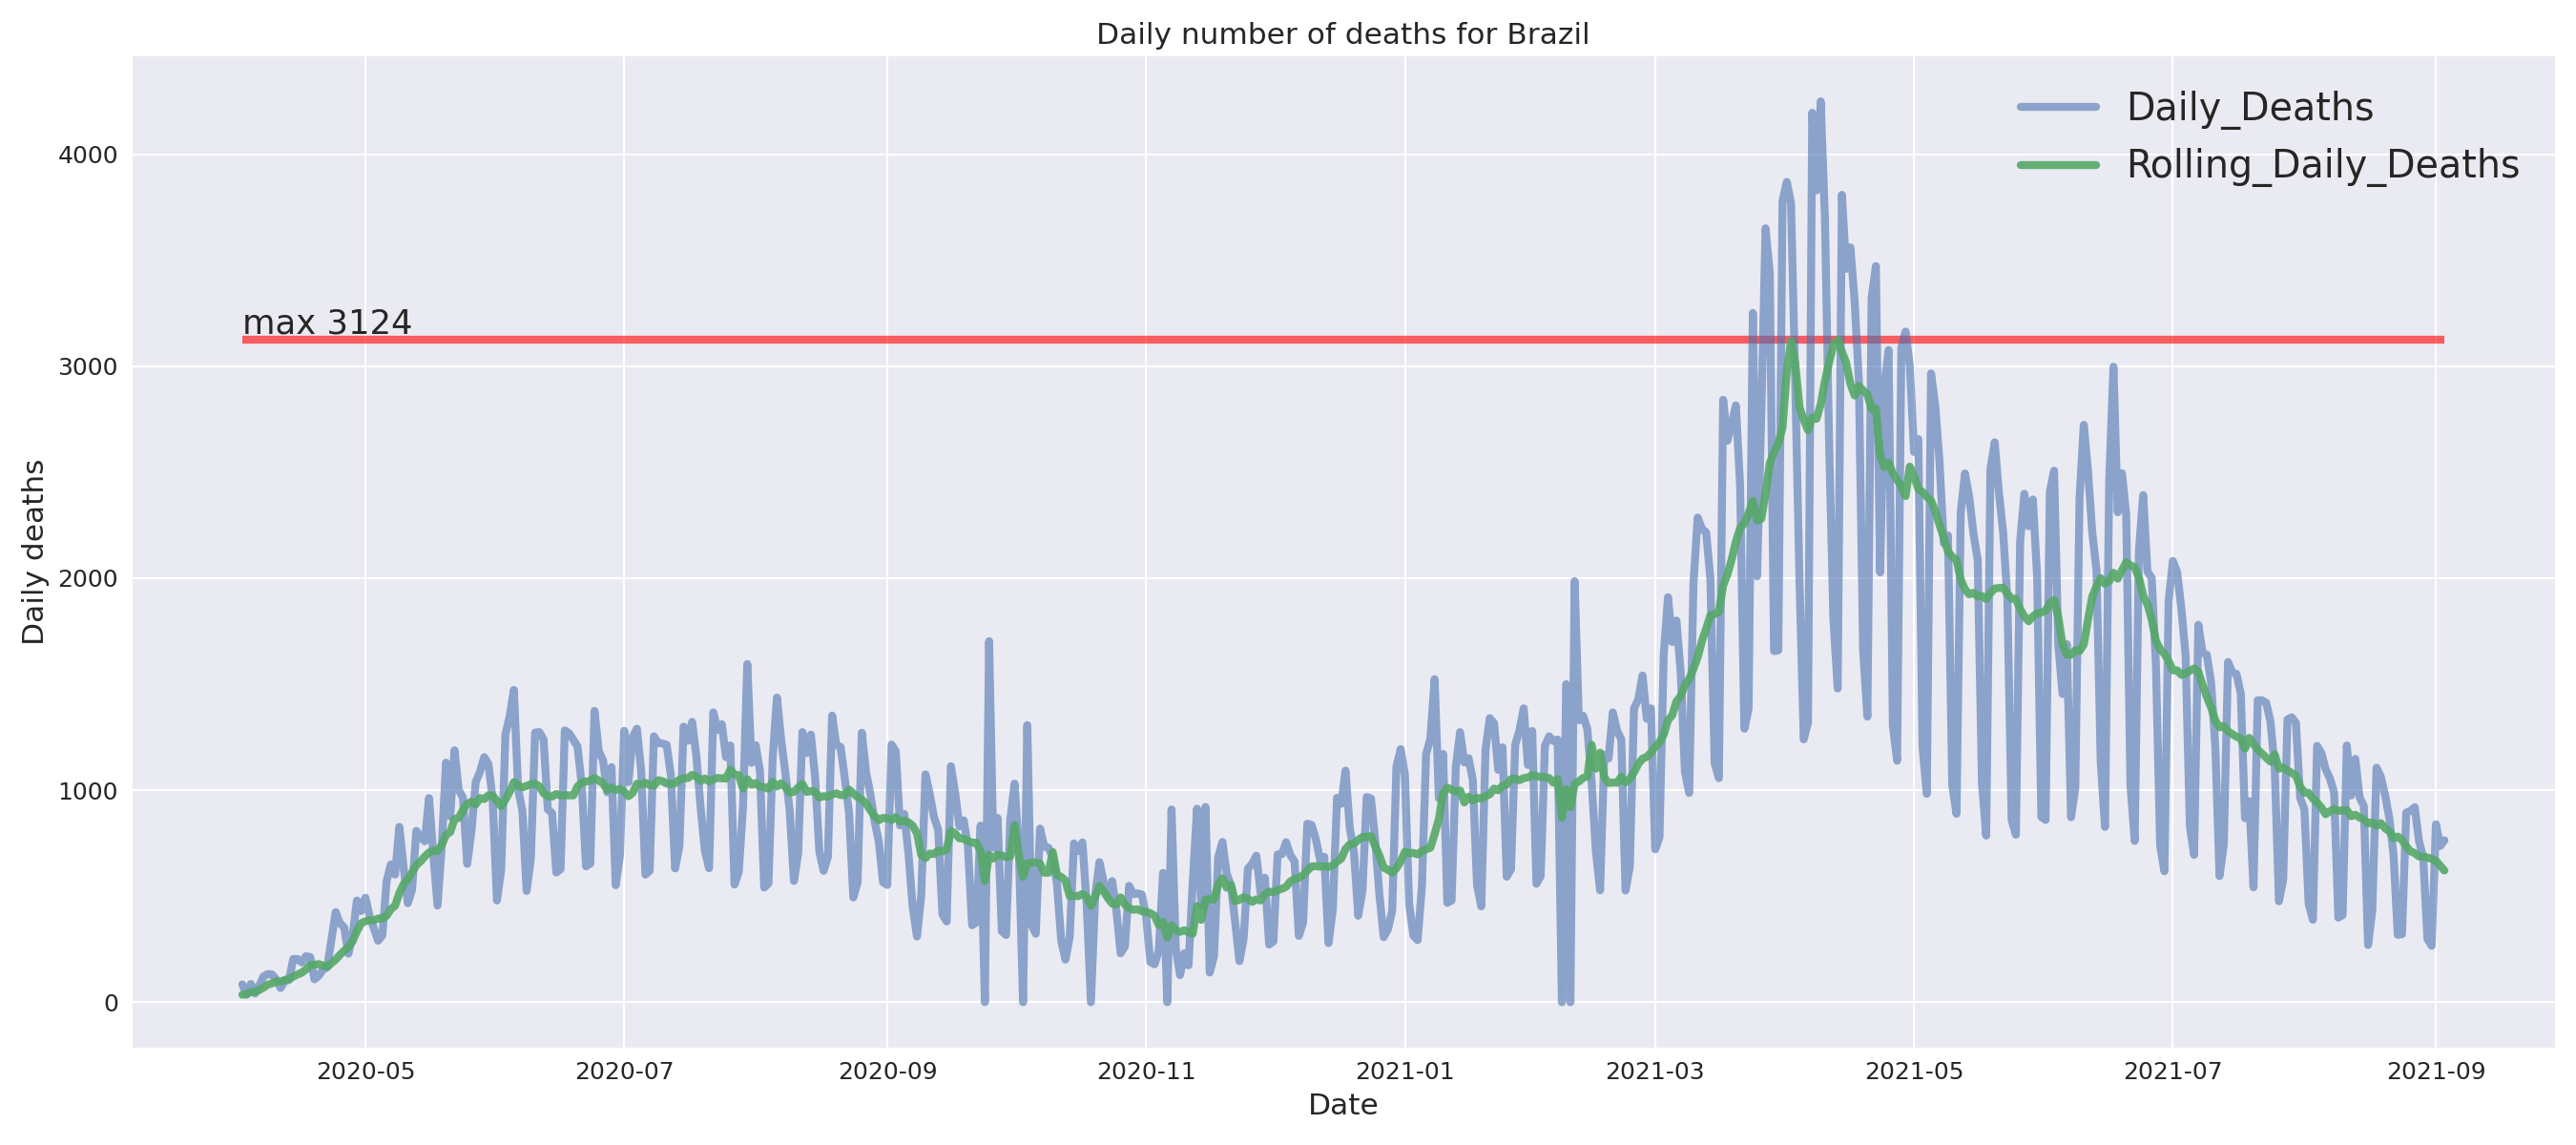 Daily number of deaths for Brazil
Daily_Deaths
Rolling_Daily_Deaths
max 3124
Daily deaths
4000
3000
2000
1000
0
2020-05
2020-07
2020-09
2020-11
2021-01
2021-03
2021-05
2021-07
2021-09
Date